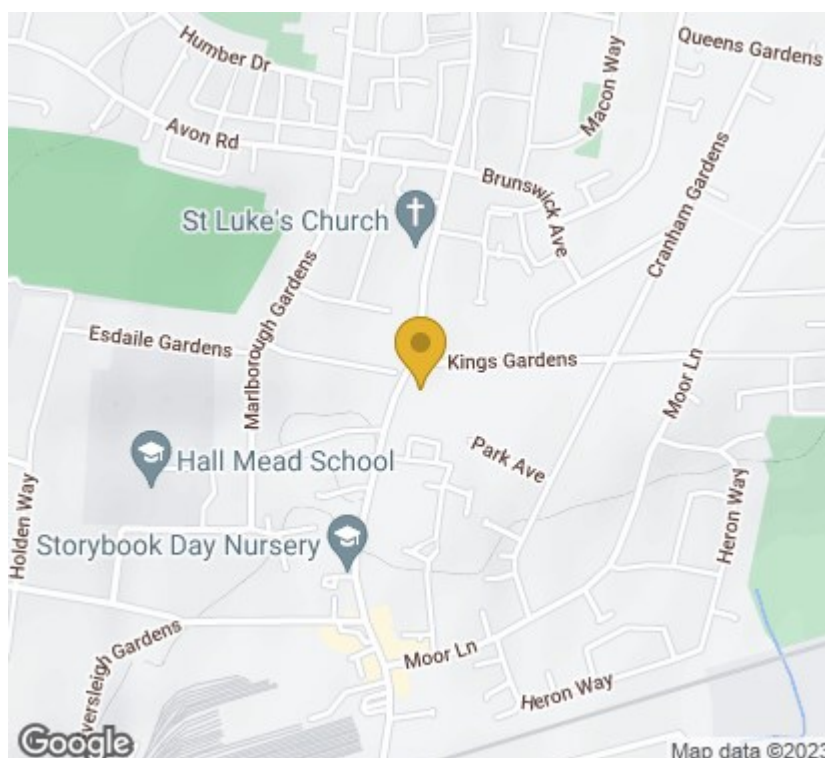 Queens Gardens
Humber Dr
Macon Way
Avon Rd
Brunswick Ave
St Luke's Church
Cranham Gardens
Marlborough Gardens
Esdaile Gardens
Kings Gardens
Moor Ln
Park Ave
Hall Mead School
Heron Way
Holden Way
Storybook Day Nursery
versleigh Gardens
Moor Ln
Heron Way
Google
Map data ©2023